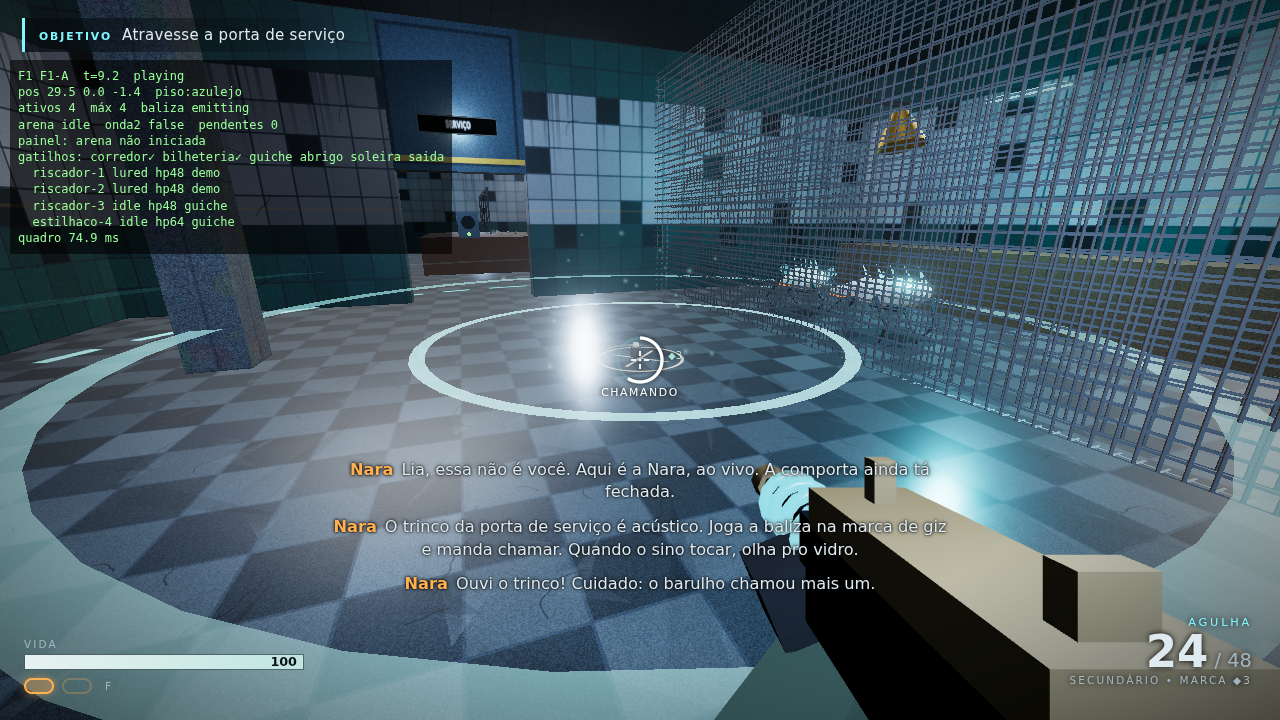 OBJETIVO Atravesse a porta de serviço
F1 F1-A t=9.2 playing
pos 29.5 0.0 -1.4 piso:azulejo
ativos 4 máx 4 baliza emitting
arena idle onda2 false pendentes 0
painel: arena não iniciada
gatilhos: corredor✓ bilheteria✓ guiche abrigo soleira saida
riscador-1 lured hp48 demo
riscador-2 lured hp48 demo
riscador-3 idle hp48 guiche
estilhaco-4 idle hp64 guiche
quadro 74.9 ms
SERVIÇO
◆3
CHAMANDO
Nara Lia, essa não é você. Aqui é a Nara, ao vivo. A comporta ainda tá
fechada.
Nara O trinco da porta de serviço é acústico. Joga a baliza na marca de giz
e manda chamar. Quando o sino tocar, olha pro vidro.
Nara Ouvi o trinco! Cuidado: o barulho chamou mais um.
VIDA
100
F
AGULHA
24 / 48
SECUNDÁRIO • MARCA ◆3